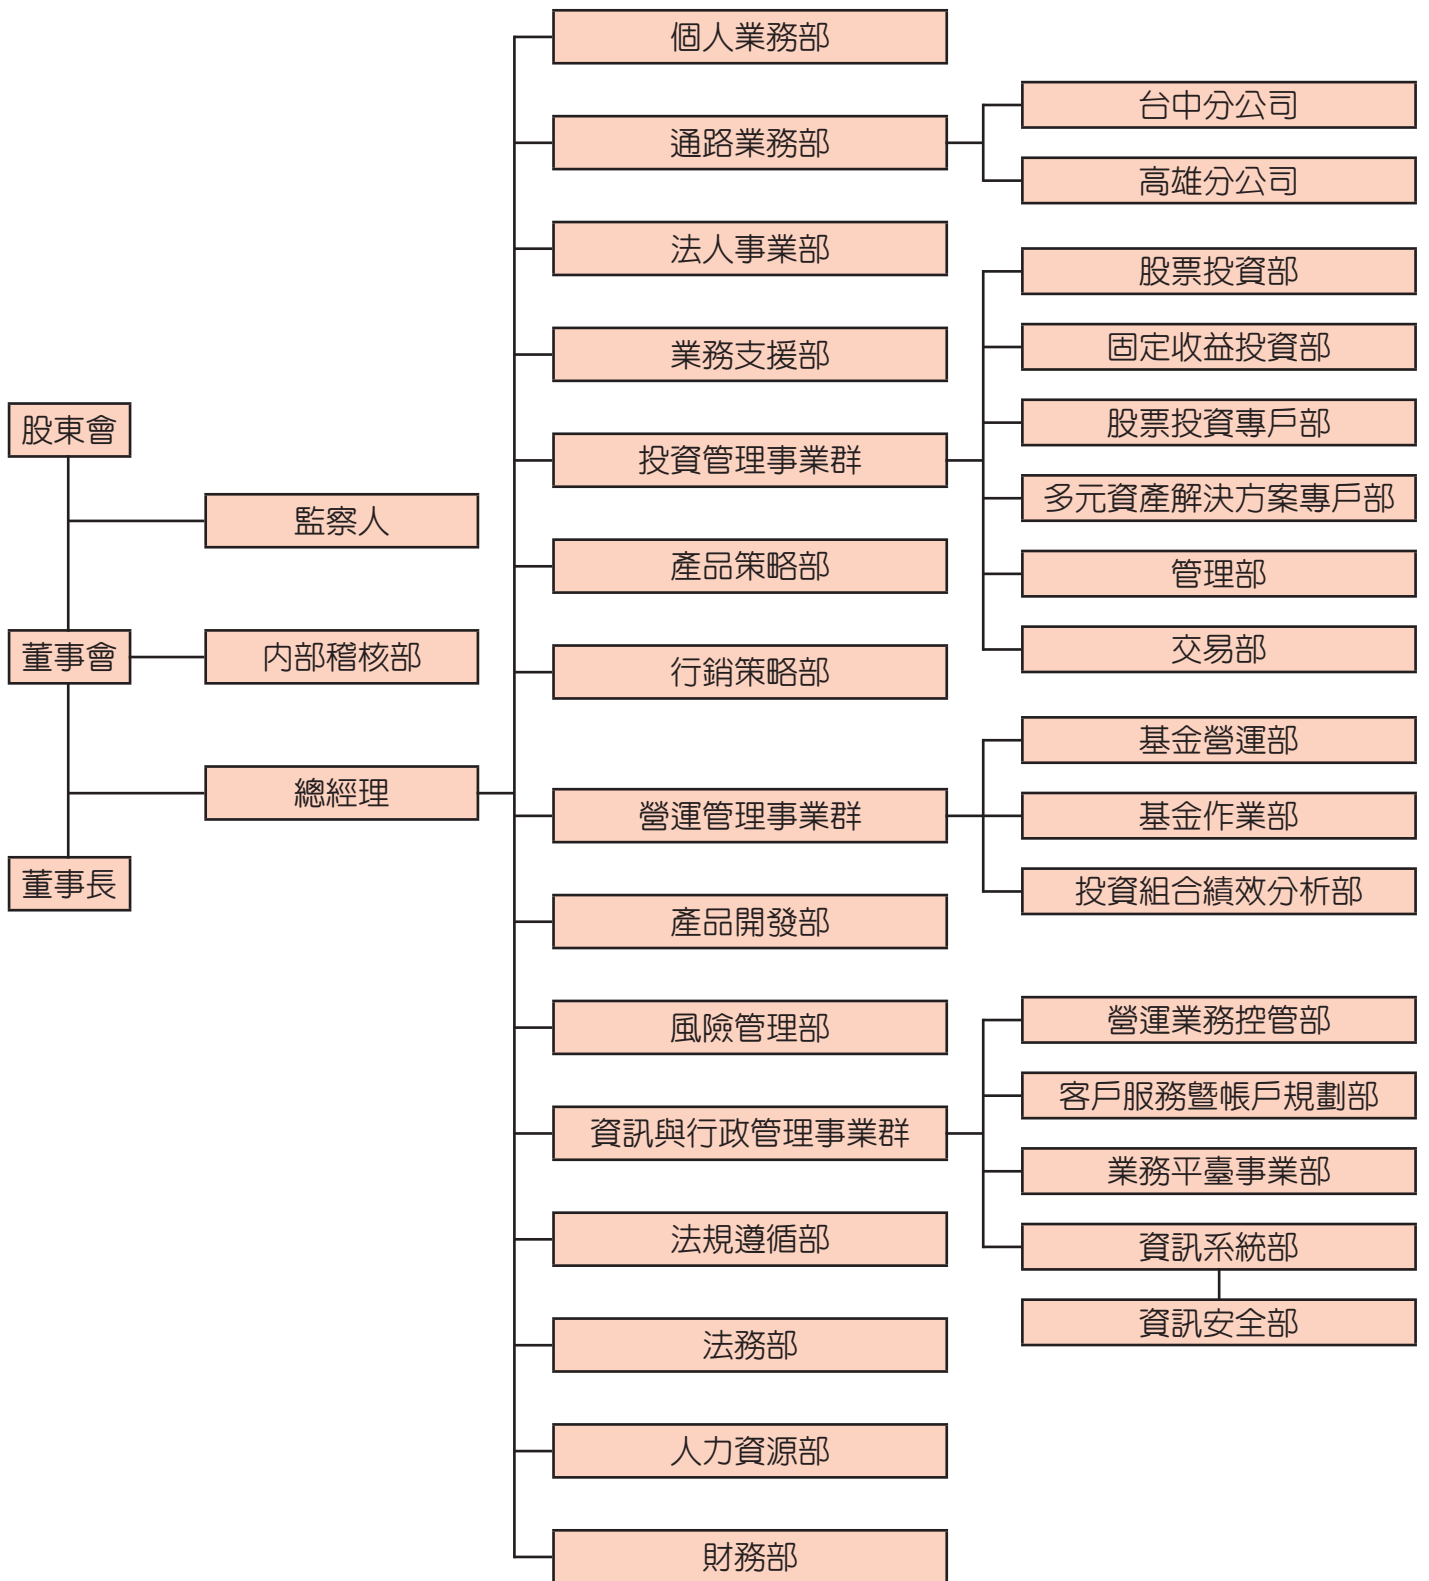 股東會
監察人
董事會
內部稽核部
總經理
董事長
個人業務部
通路業務部
台中分公司
高雄分公司
法人事業部
業務支援部
投資管理事業群
股票投資部
固定收益投資部
股票投資專戶部
多元資產解決方案專戶部
管理部
交易部
產品策略部
行銷策略部
營運管理事業群
基金營運部
基金作業部
投資組合績效分析部
產品開發部
風險管理部
資訊與行政管理事業群
營運業務控管部
客戶服務暨帳戶規劃部
業務平臺事業部
資訊系統部
資訊安全部
法規遵循部
法務部
人力資源部
財務部